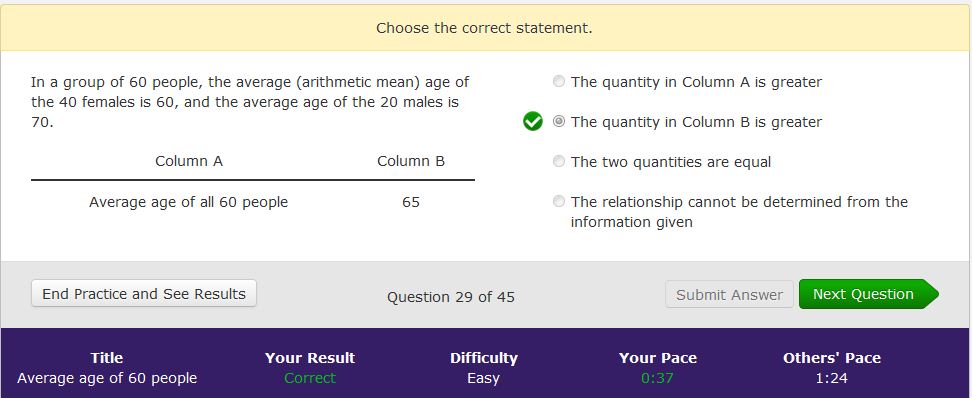 Choose the correct statement.
In a group of 60 people, the average (arithmetic mean) age of
the 40 females is 60, and the average age of the 20 males is
70.
Column A Column B
Average age of all 60 people 65
The quantity in Column A is greater
The quantity in Column B is greater
The two quantities are equal
The relationship cannot be determined from the
information given
End Practice and See Results
Question 29 of 45
Submit Answer
Next Question
Title Your Result Difficulty Your Pace Others' Pace
Average age of 60 people Correct Easy 0:37 1:24